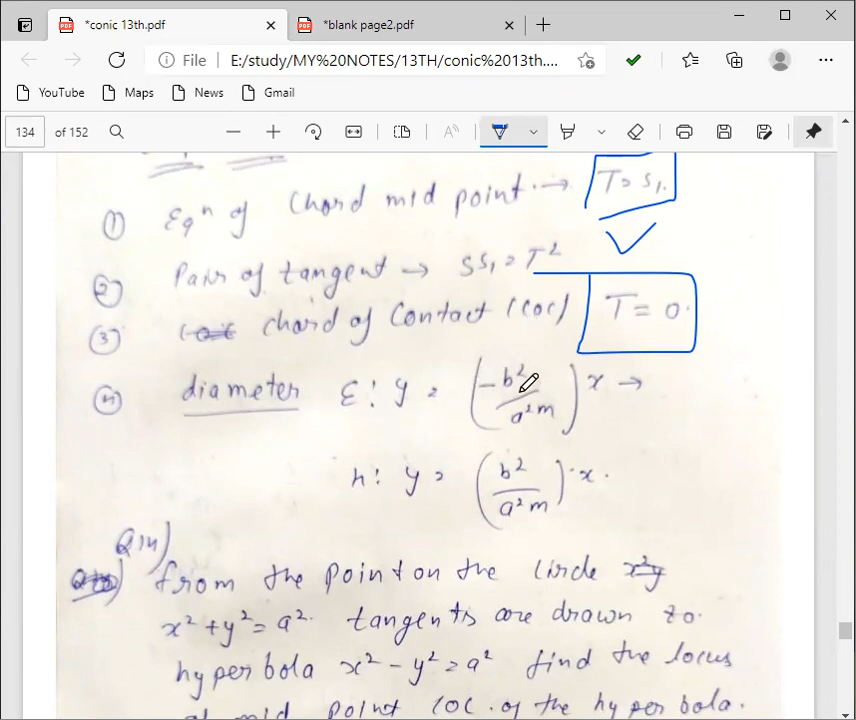 *conic 13th.pdf
*blank page2.pdf
File E:/study/MY%20NOTES/13TH/conic%2013th....
YouTube Maps News Gmail
134 of 152
① Eqⁿ of Chord mid point → T = S₁.
② Pair of tangent → SS₁ = T²
③ chord of Contact (COC) T = 0.
④ diameter E: y = (-b²/a²m) x →
h: y = (b²/a²m) · x.
Q14)
from the point on the circle
x² + y² = a². tangents are drawn to.
hyperbola x² - y² = a² find the locus
of mid point COC. of the hyperbola.